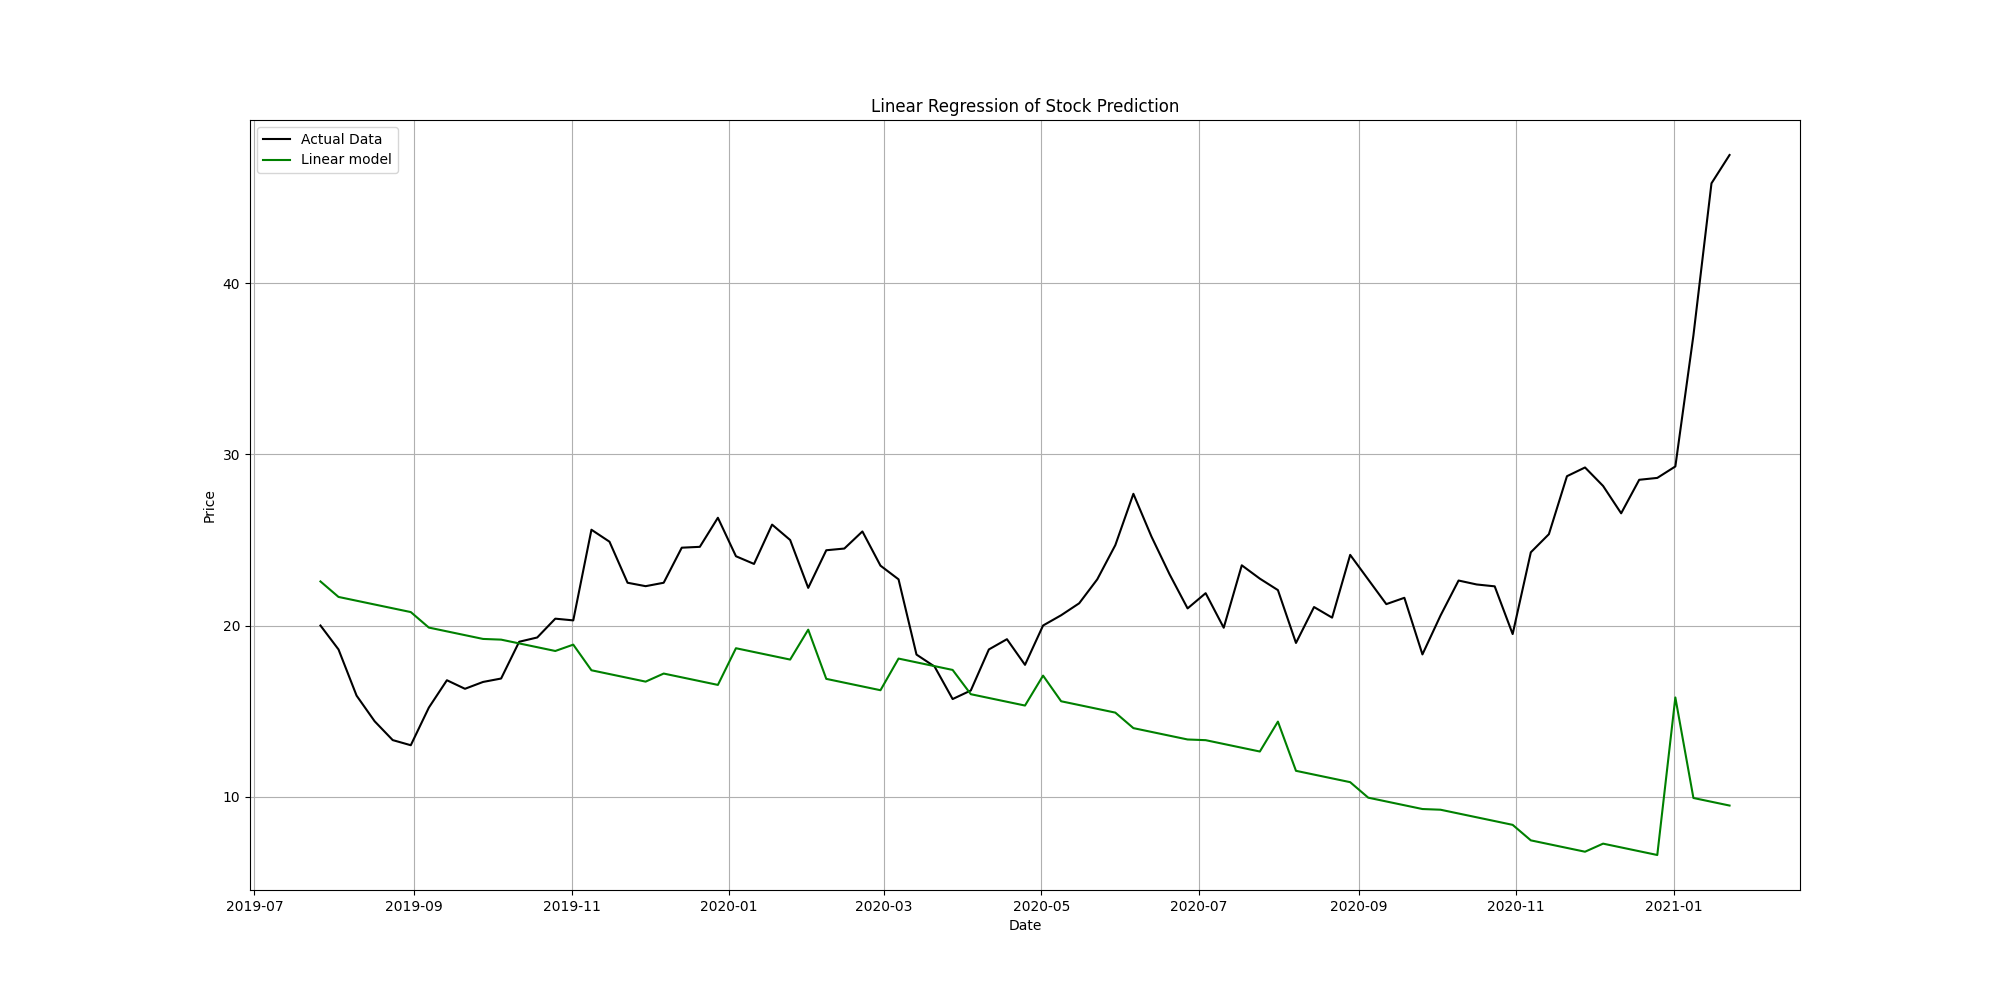 Linear Regression of Stock Prediction
Actual Data
Linear model
40
30
20
10
Price
2019-07 2019-09 2019-11 2020-01 2020-03 2020-05 2020-07 2020-09 2020-11 2021-01
Date